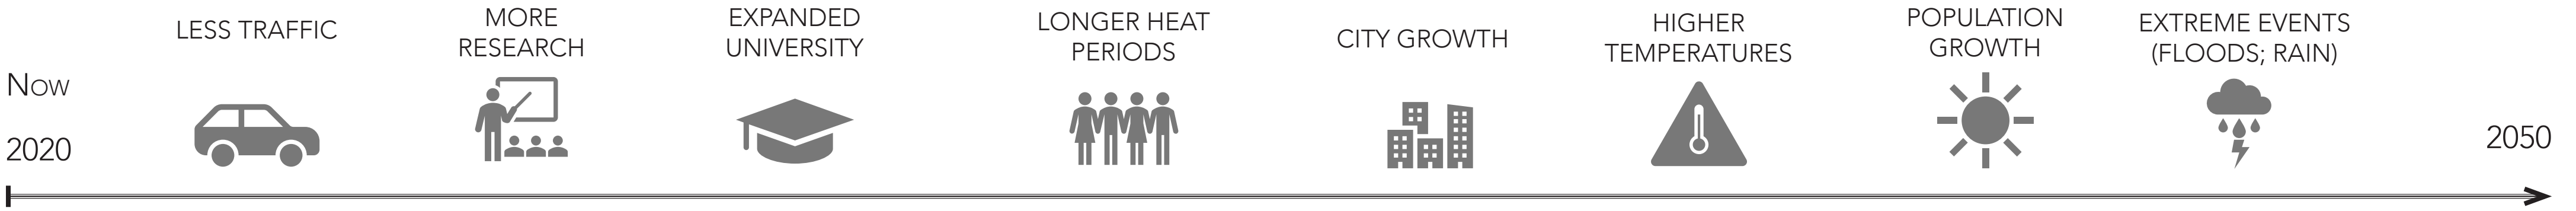 NOW
2020
LESS TRAFFIC
MORE
RESEARCH
EXPANDED
UNIVERSITY
LONGER HEAT
PERIODS
CITY GROWTH
HIGHER
TEMPERATURES
POPULATION
GROWTH
EXTREME EVENTS
(FLOODS; RAIN)
2050